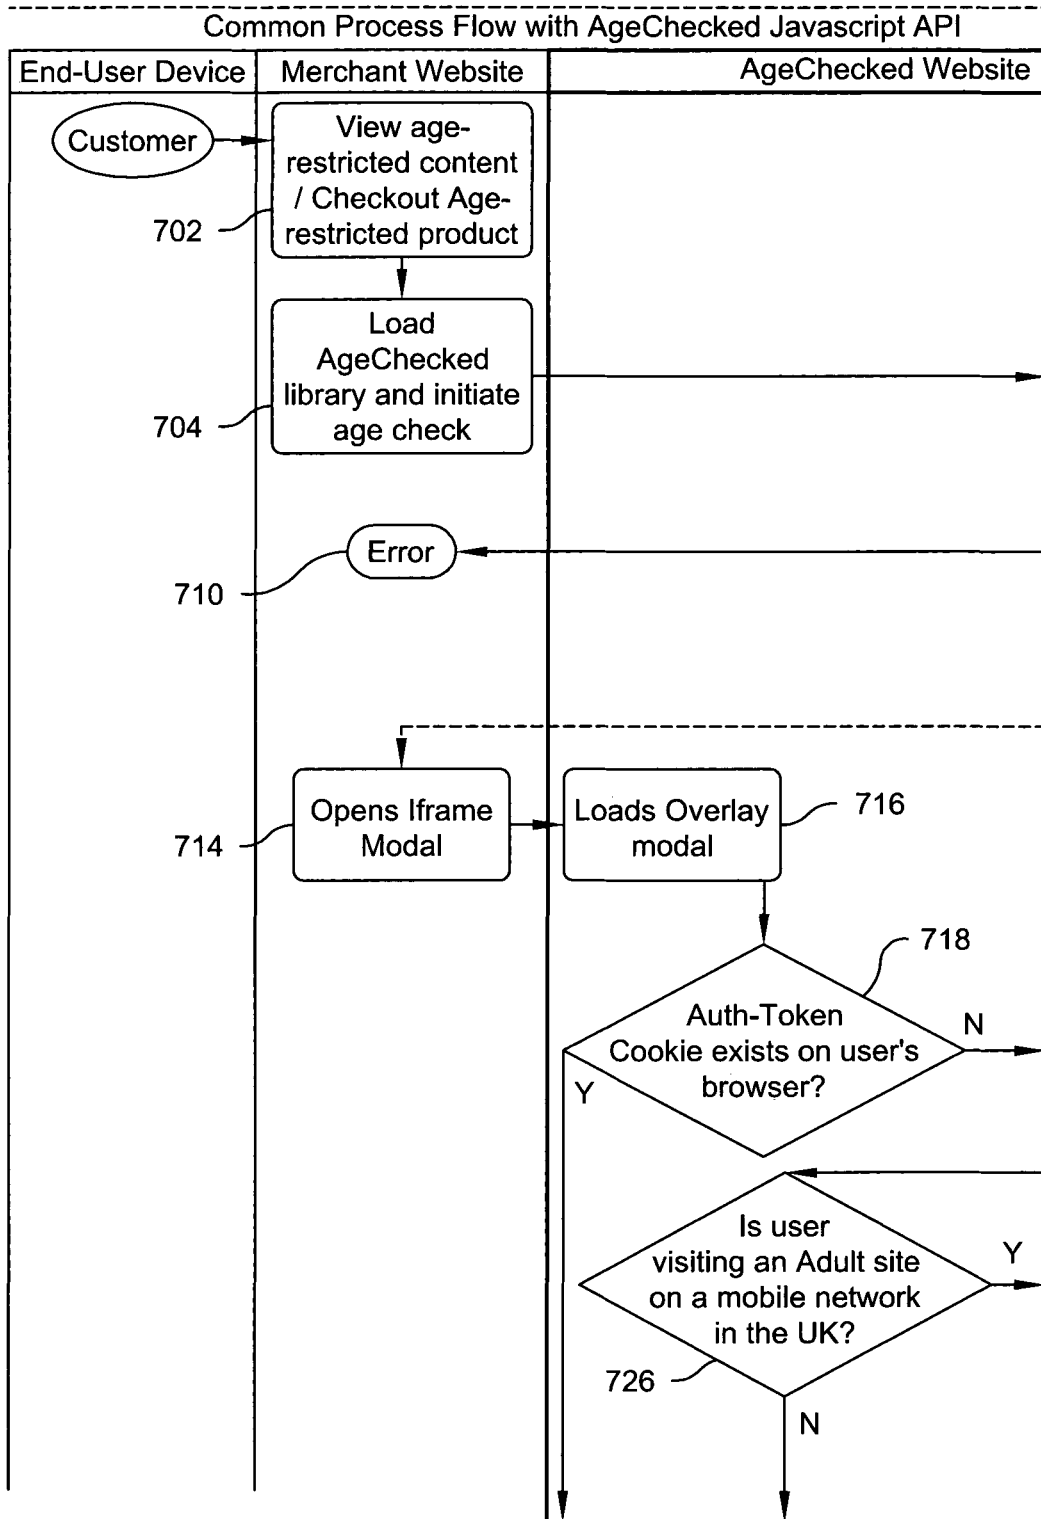 Common Process Flow with AgeChecked Javascript API
End-User Device
Merchant Website
AgeChecked Website
Customer
View age-
restricted content
/ Checkout Age-
restricted product
702
Load
AgeChecked
library and initiate
age check
704
Error
710
Opens Iframe
Modal
714
Loads Overlay
modal
716
718
Auth-Token
Cookie exists on user's
browser?
N
Y
Is user
visiting an Adult site
on a mobile network
in the UK?
Y
726
N